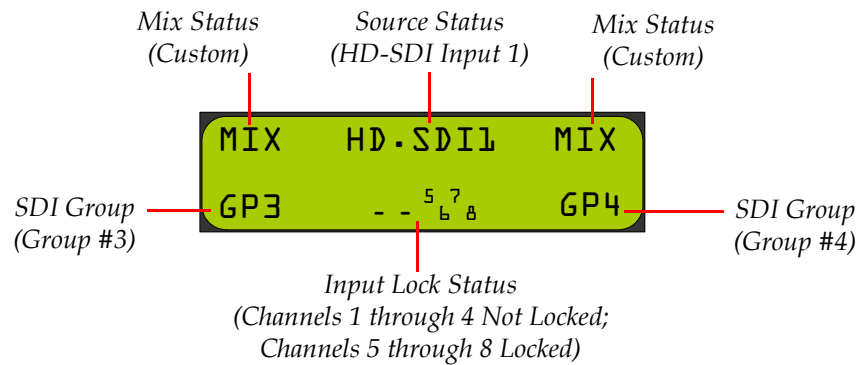 Mix Status
(Custom)
Source Status
(HD-SDI Input 1)
Mix Status
(Custom)
MIX HD.SDI1 MIX
SDI Group
(Group #3)
GP3 - - 5 6 7 8 GP4
SDI Group
(Group #4)
Input Lock Status
(Channels 1 through 4 Not Locked;
Channels 5 through 8 Locked)